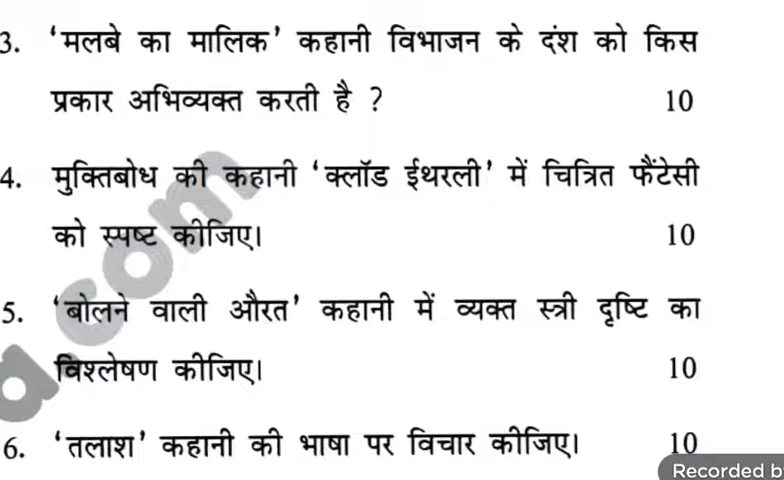 3. ‘मलबे का मालिक’ कहानी विभाजन के दंश को किस
प्रकार अभिव्यक्त करती है ? 10
4. मुक्तिबोध की कहानी ‘क्लॉड ईथरली’ में चित्रित फैंटेसी
को स्पष्ट कीजिए। 10
5. ‘बोलने वाली औरत’ कहानी में व्यक्त स्त्री दृष्टि का
विश्लेषण कीजिए। 10
6. ‘तलाश’ कहानी की भाषा पर विचार कीजिए। 10
a.com
Recorded b